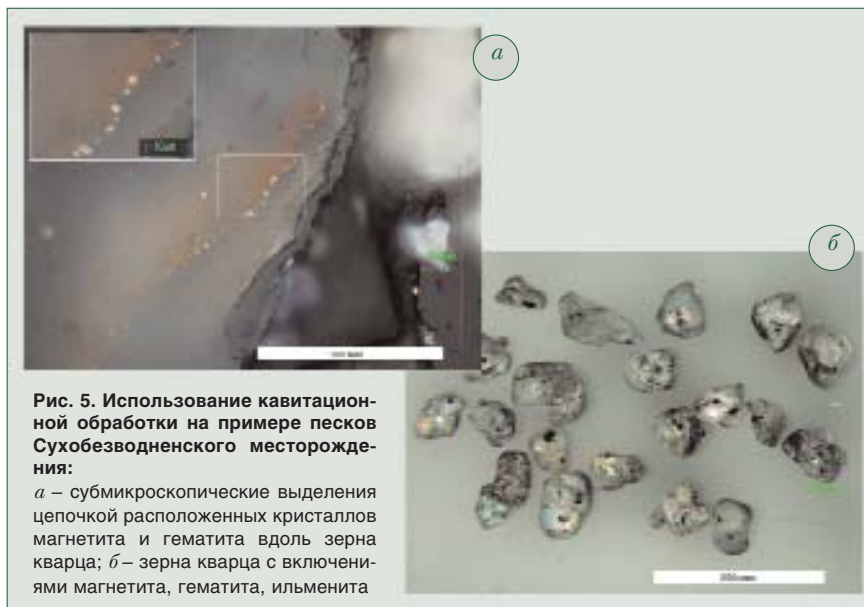 а
б
Рис. 5. Использование кавитацион-
ной обработки на примере песков
Сухобезводненского месторожде-
ния:
а – субмикроскопические выделения
цепочкой расположенных кристаллов
магнетита и гематита вдоль зерна
кварца; б – зерна кварца с включени-
ями магнетита, гематита, ильменита